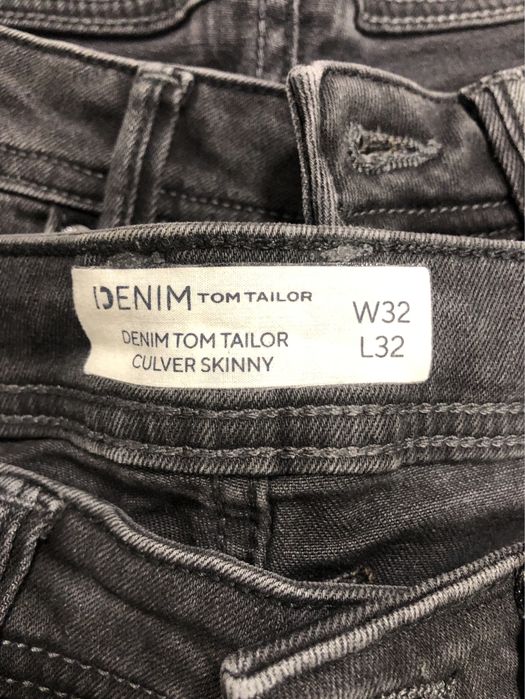 DENIM TOM TAILOR
DENIM TOM TAILOR
CULVER SKINNY
W32
L32